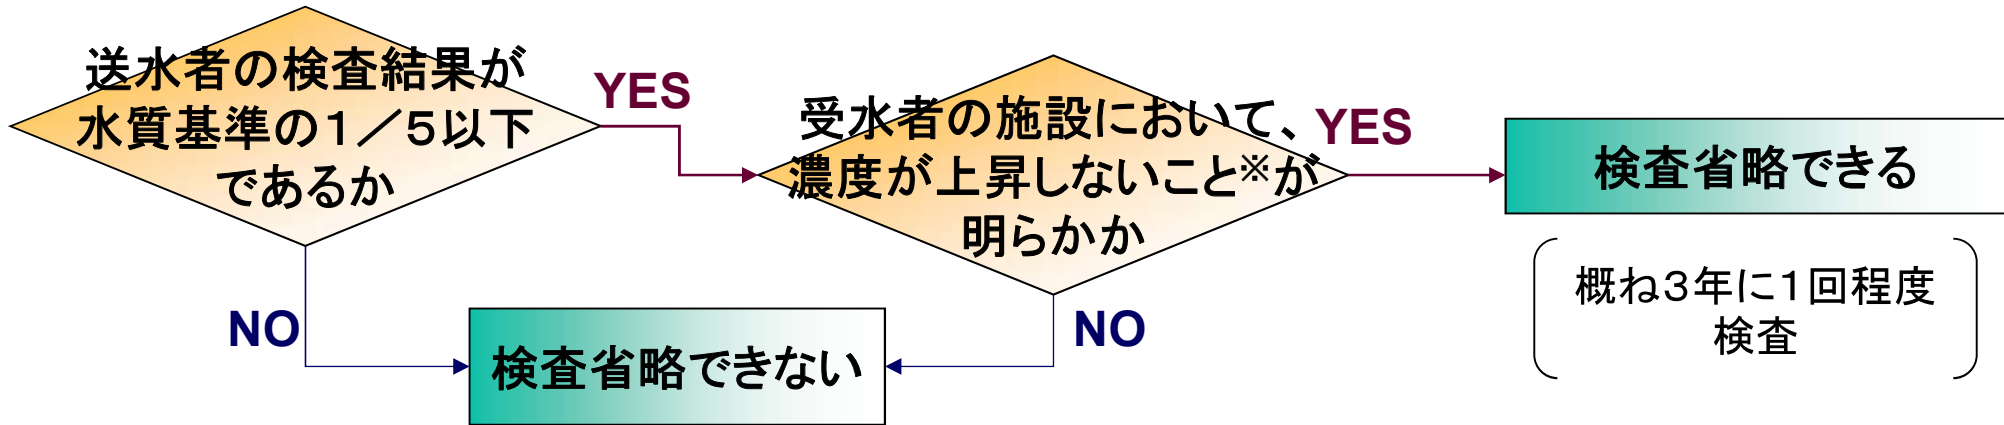 送水者の検査結果が
水質基準の１／５以下
であるか
YES
受水者の施設において、
濃度が上昇しないこと※が
明らかか
YES
検査省略できる
概ね３年に１回程度
検査
NO
検査省略できない
NO